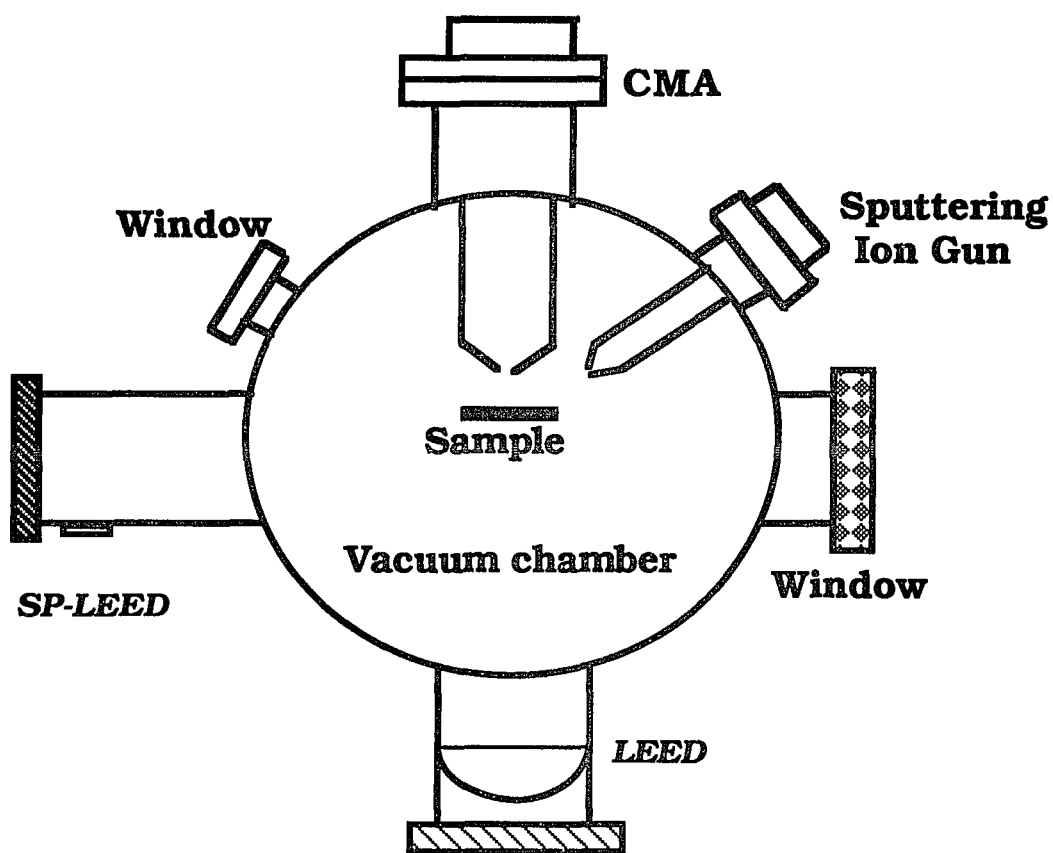 CMA
Sputtering
Ion Gun
Window
Sample
Vacuum chamber
Window
SP-LEED
LEED